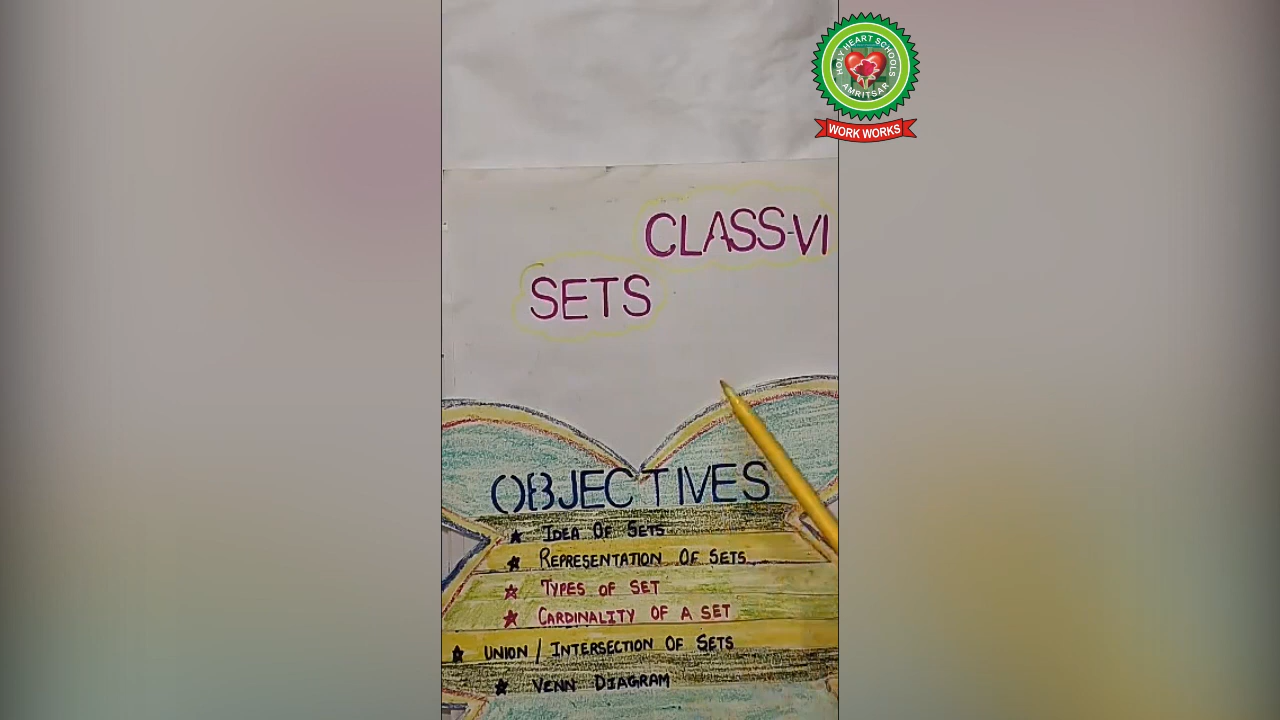 HOLY HEART SCHOOLS
AMRITSAR
WORK WORKS
CLASS-VI
SETS
OBJECTIVES
★ IDEA OF SETS
★ REPRESENTATION OF SETS
★ TYPES OF SET
★ CARDINALITY OF A SET
★ UNION / INTERSECTION OF SETS
★ VENN DIAGRAM